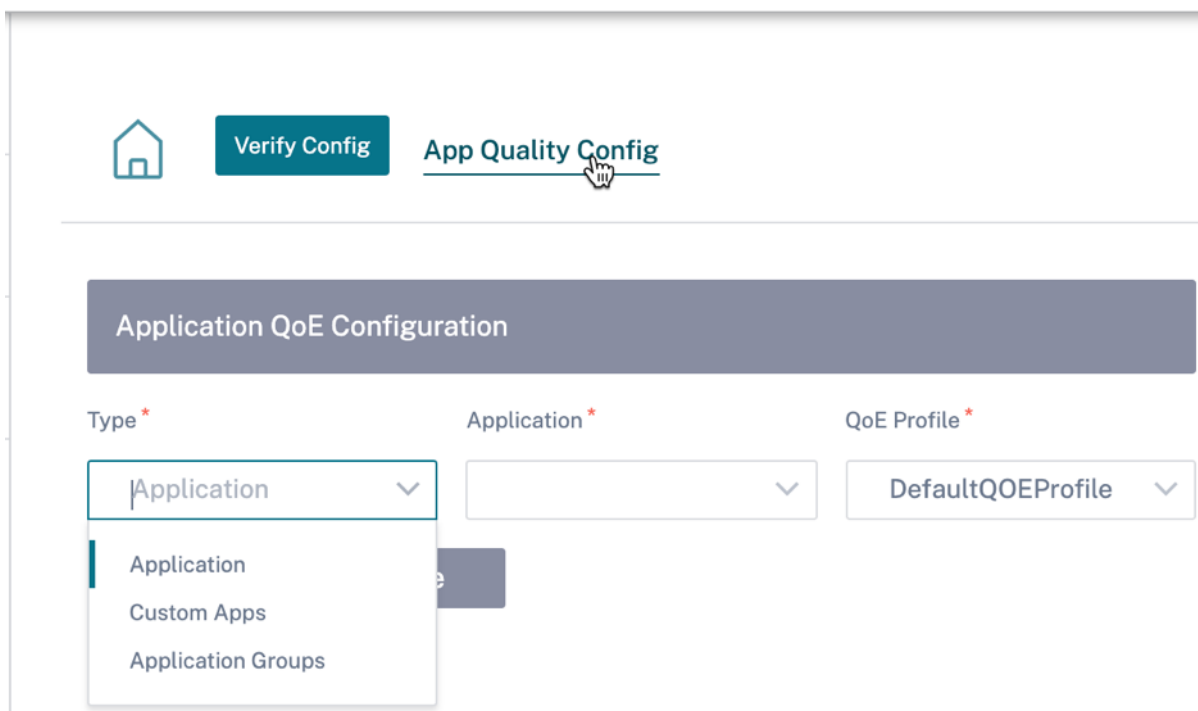 Verify Config
App Quality Config
Application QoE Configuration
Type *
Application *
QoE Profile *
Application
DefaultQOEProfile
Application
Custom Apps
Application Groups